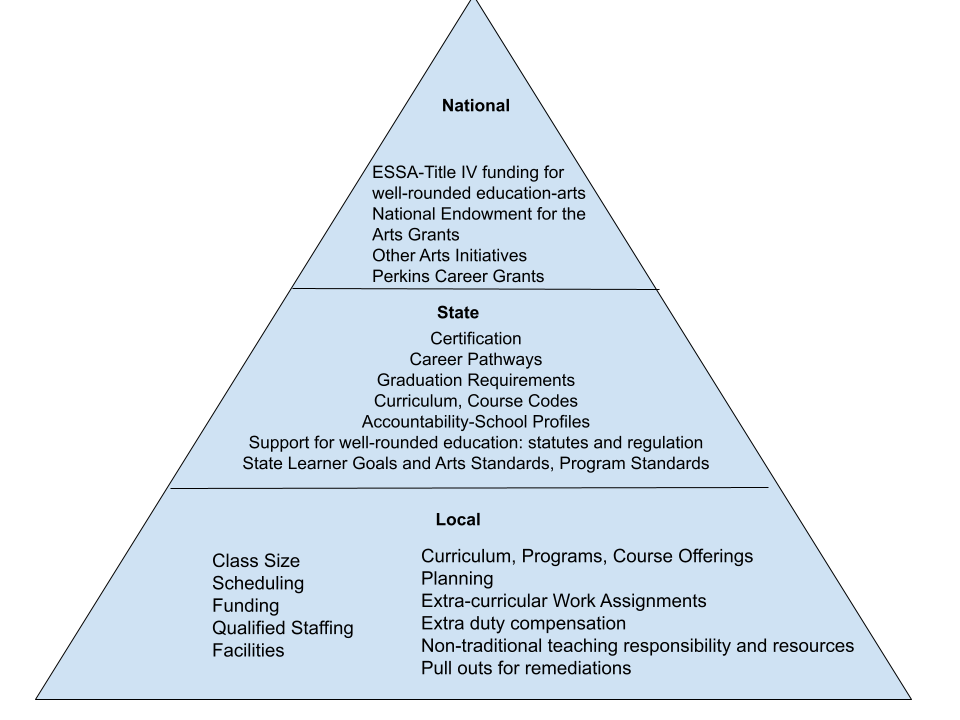 National
ESSA-Title IV funding for
well-rounded education-arts
National Endowment for the
Arts Grants
Other Arts Initiatives
Perkins Career Grants
State
Certification
Career Pathways
Graduation Requirements
Curriculum, Course Codes
Accountability-School Profiles
Support for well-rounded education: statutes and regulation
State Learner Goals and Arts Standards, Program Standards
Local
Class Size
Scheduling
Funding
Qualified Staffing
Facilities
Curriculum, Programs, Course Offerings
Planning
Extra-curricular Work Assignments
Extra duty compensation
Non-traditional teaching responsibility and resources
Pull outs for remediations